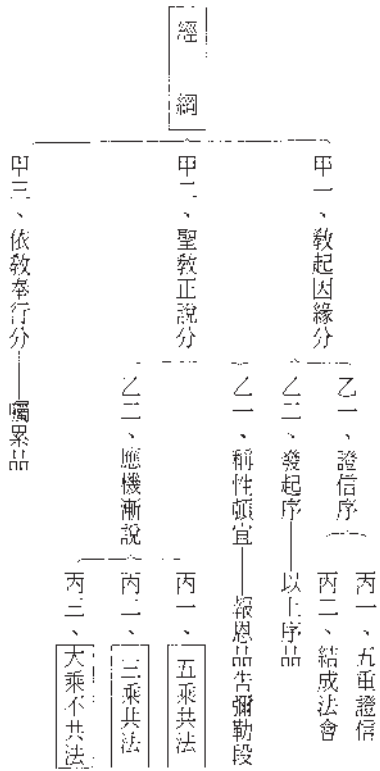 經綱
甲一、教起因緣分
乙一、證信序
丙一、五重證信
丙二、結成法會
乙二、發起序——以上序品
甲二、聖教正說分
乙一、稱性頓宣——報恩品告彌勒段
乙二、應機漸說
丙一、五乘共法
丙二、三乘共法
丙三、大乘不共法
甲三、依教奉行分——囑累品